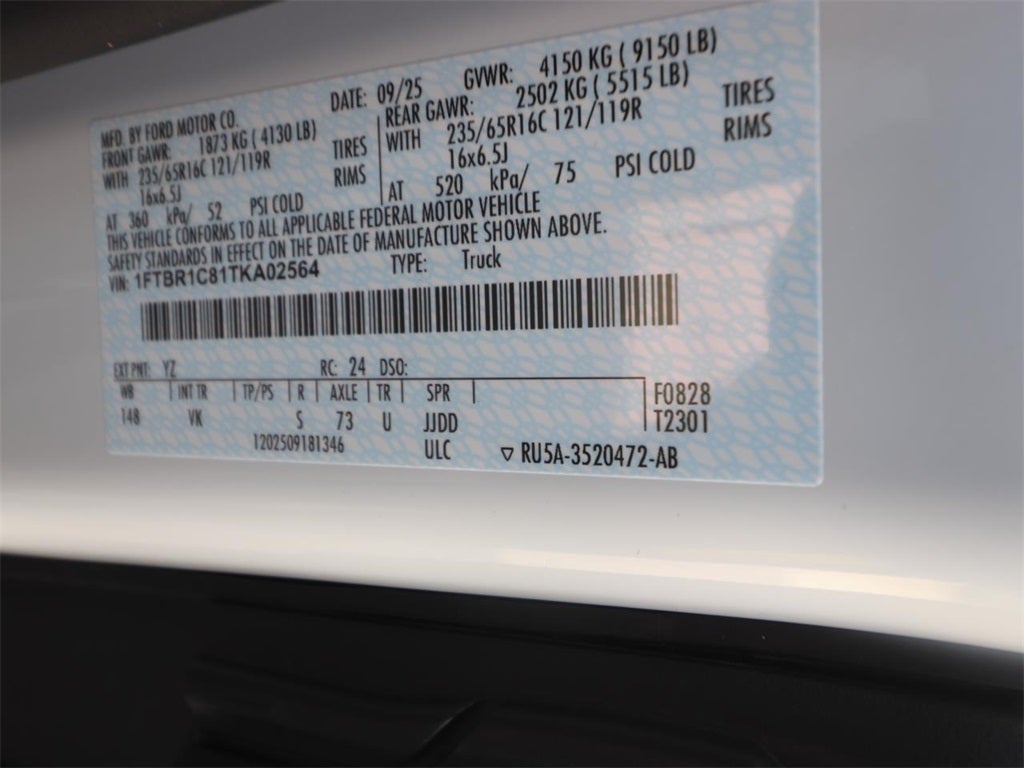 MFD. BY FORD MOTOR CO. DATE: 09/25 GVWR: 4150 KG ( 9150 LB)
FRONT GAWR: 1873 KG ( 4130 LB) REAR GAWR: 2502 KG ( 5515 LB)
WITH 235/65R16C 121/119R TIRES WITH 235/65R16C 121/119R TIRES
16x6.5J RIMS 16x6.5J RIMS
AT 360 kPa/ 52 PSI COLD AT 520 kPa/ 75 PSI COLD
THIS VEHICLE CONFORMS TO ALL APPLICABLE FEDERAL MOTOR VEHICLE
SAFETY STANDARDS IN EFFECT ON THE DATE OF MANUFACTURE SHOWN ABOVE.
VIN: 1FTBR1C81TKA02564 TYPE: Truck
EXT PNT: YZ RC: 24 DSO:
WB INT TR TP/PS R AXLE TR SPR F0828
148 VK S 73 U JJDD T2301
1202509181346 ULC ▽ RU5A-3520472-AB